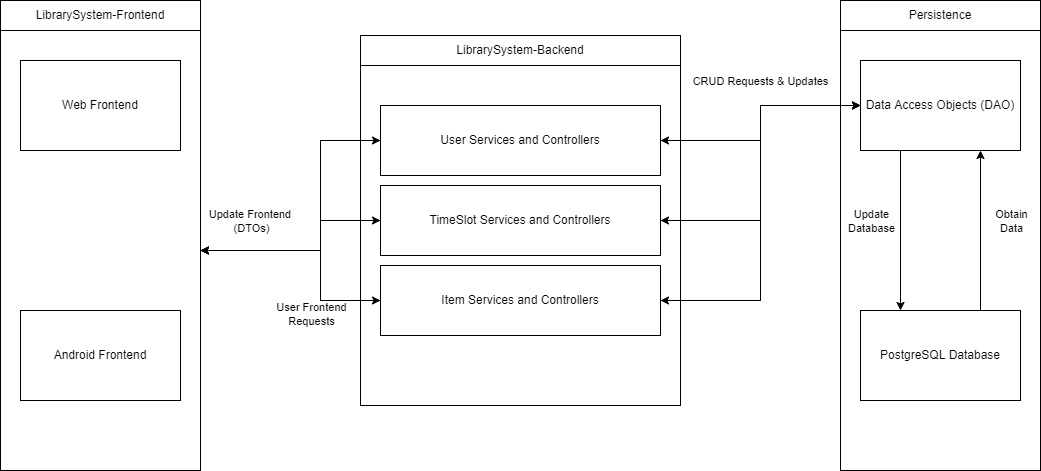 LibrarySystem-Frontend
Web Frontend
Android Frontend
Update Frontend
(DTOs)
User Frontend
Requests
LibrarySystem-Backend
User Services and Controllers
TimeSlot Services and Controllers
Item Services and Controllers
CRUD Requests & Updates
Persistence
Data Access Objects (DAO)
Update
Database
Obtain
Data
PostgreSQL Database